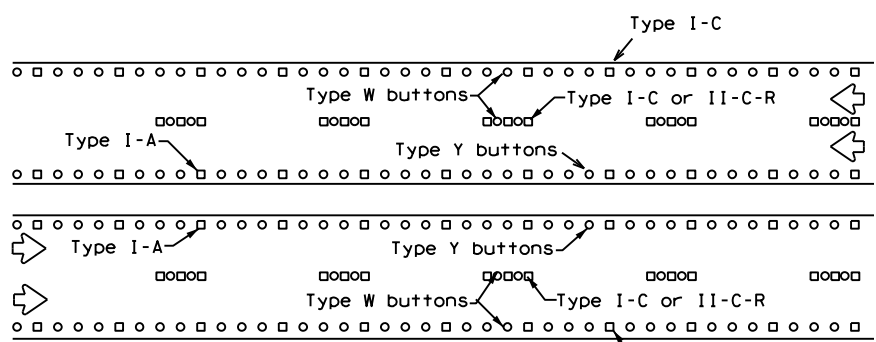 Type I-C
Type W buttons
Type I-C or II-C-R
Type I-A
Type Y buttons
Type I-A
Type Y buttons
Type W buttons
Type I-C or II-C-R